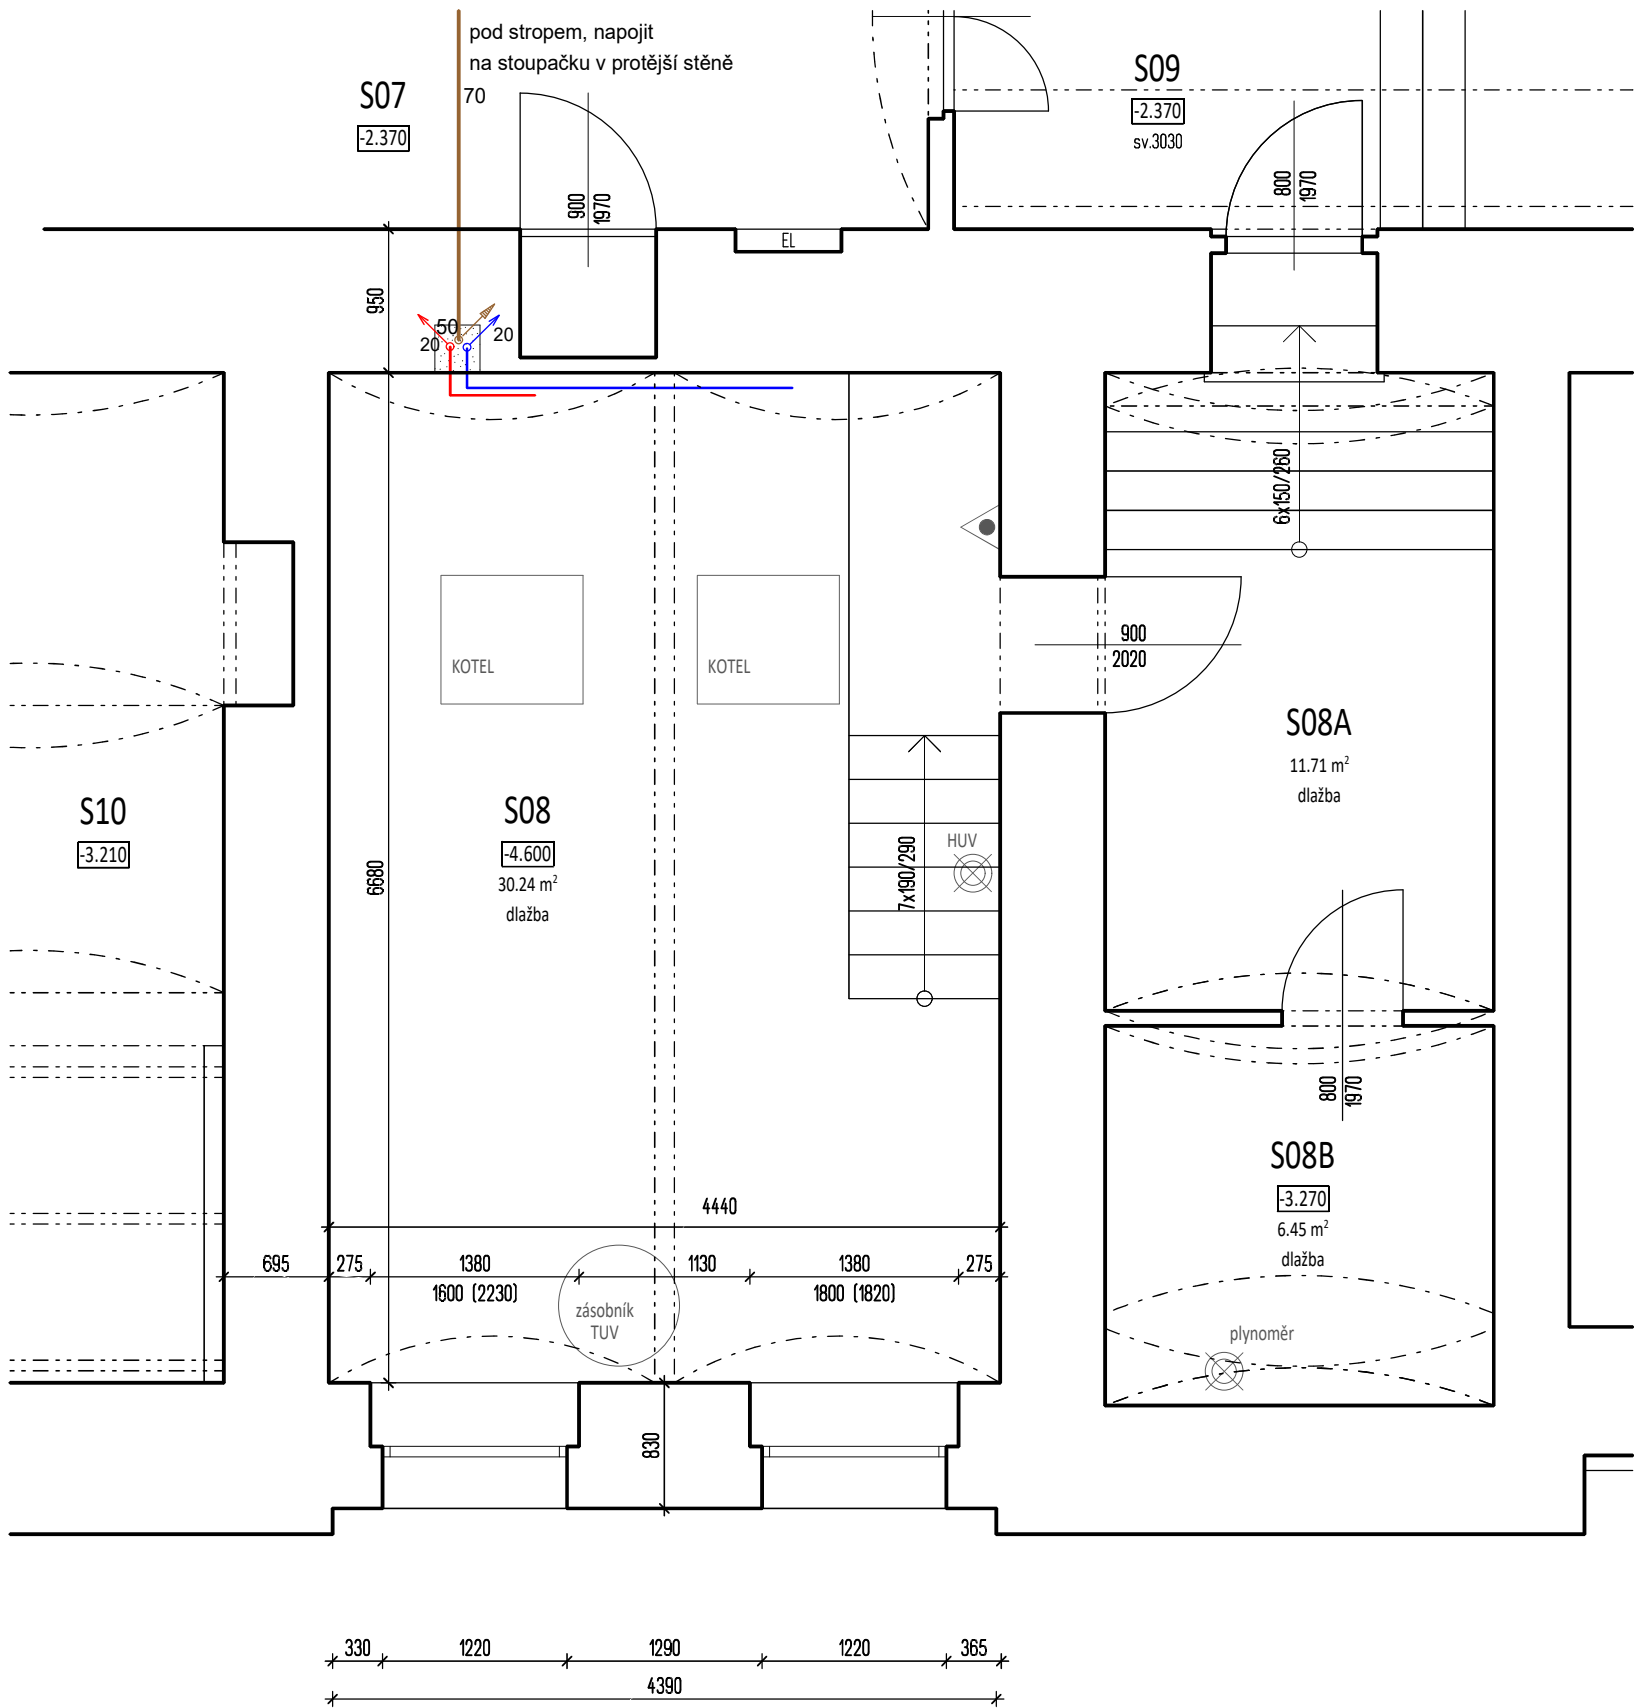 pod stropem, napojit
na stoupačku v protější stěně
70
S07
-2.370
S09
-2.370
sv.3030
900
1970
800
1970
EL
950
50
20
20
6x150/260
KOTEL
KOTEL
900
2020
S08A
11.71 m²
dlažba
S10
-3.210
S08
-4.600
30.24 m²
dlažba
6680
HUV
7x190/290
800
1970
S08B
-3.270
6.45 m²
dlažba
4440
695
275
1380
1130
1380
275
1600 (2230)
1800 (1820)
zásobník
TUV
plynoměr
830
330
1220
1290
1220
365
4390